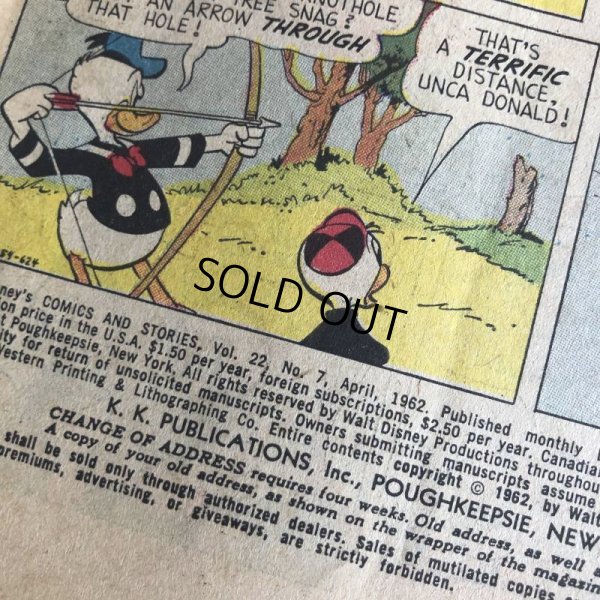 NOTHOLE
TREE SNAG?
AN ARROW THROUGH
THAT HOLE!
THAT'S
A TERRIFIC
DISTANCE,
UNCA DONALD!
54-624
SOLD OUT
ney's COMICS AND STORIES, Vol. 22, No. 7, April, 1962. Published monthly
on price in the U.S.A. $1.50 per year, foreign subscriptions, $2.50 per year, Canadian
t Poughkeepsie, New York. All rights reserved by Walt Disney Productions throughout
ity for return of unsolicited manuscripts. Owners submitting manuscripts assume
Western Printing & Lithographing Co. Entire contents copyright © 1962, by Walt
K. K. PUBLICATIONS, Inc., POUGHKEEPSIE, NEW
CHANGE OF ADDRESS requires four weeks. Old address, as well as
A copy of your old address, as shown on the wrapper of the magazin
shall be sold only through authorized dealers. Sales of mutilated copies
premiums, advertising, or giveaways, are strictly forbidden.